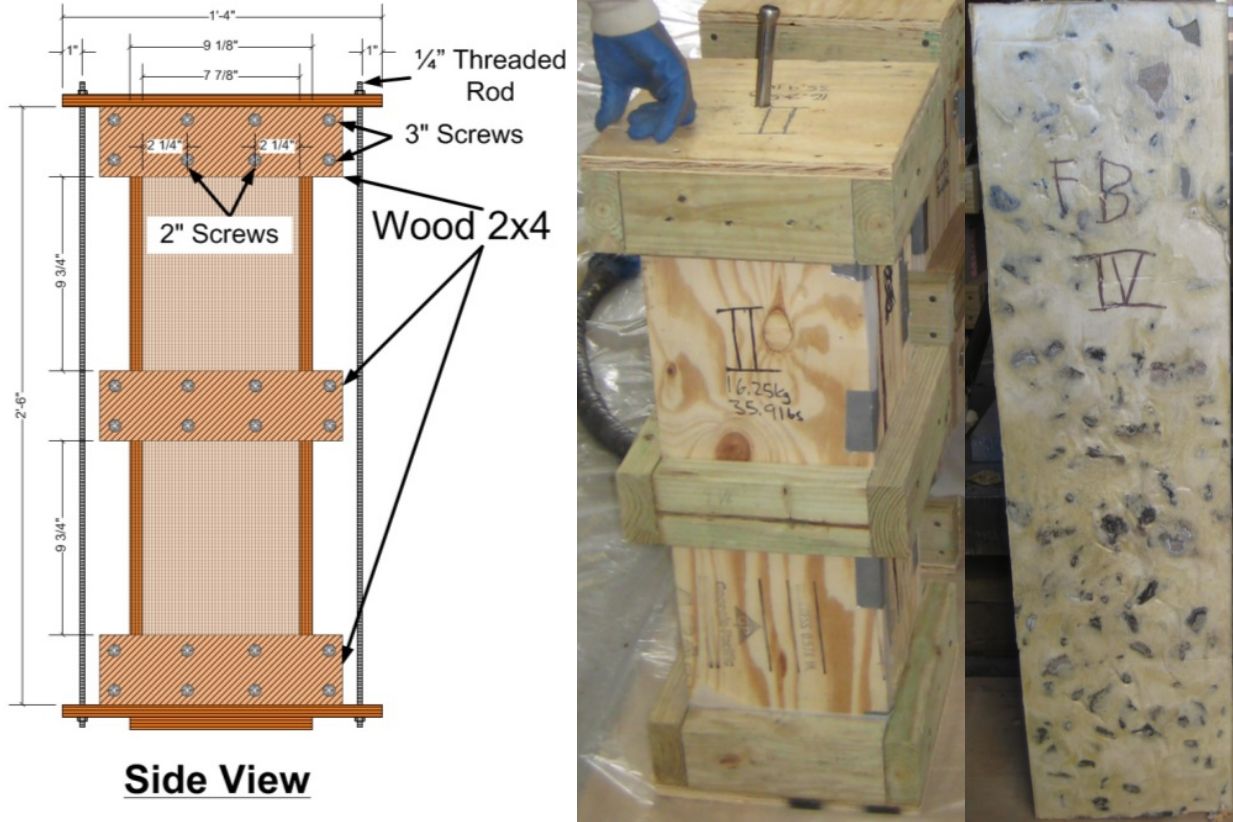 1'-4"
1"
9 1/8"
1"
7 7/8"
¼” Threaded
Rod
3" Screws
2 1/4"
2 1/4"
2" Screws
Wood 2x4
9 3/4"
2'-6"
9 3/4"
Side View
II
II
16.25kg
35.91bs
F B
IV